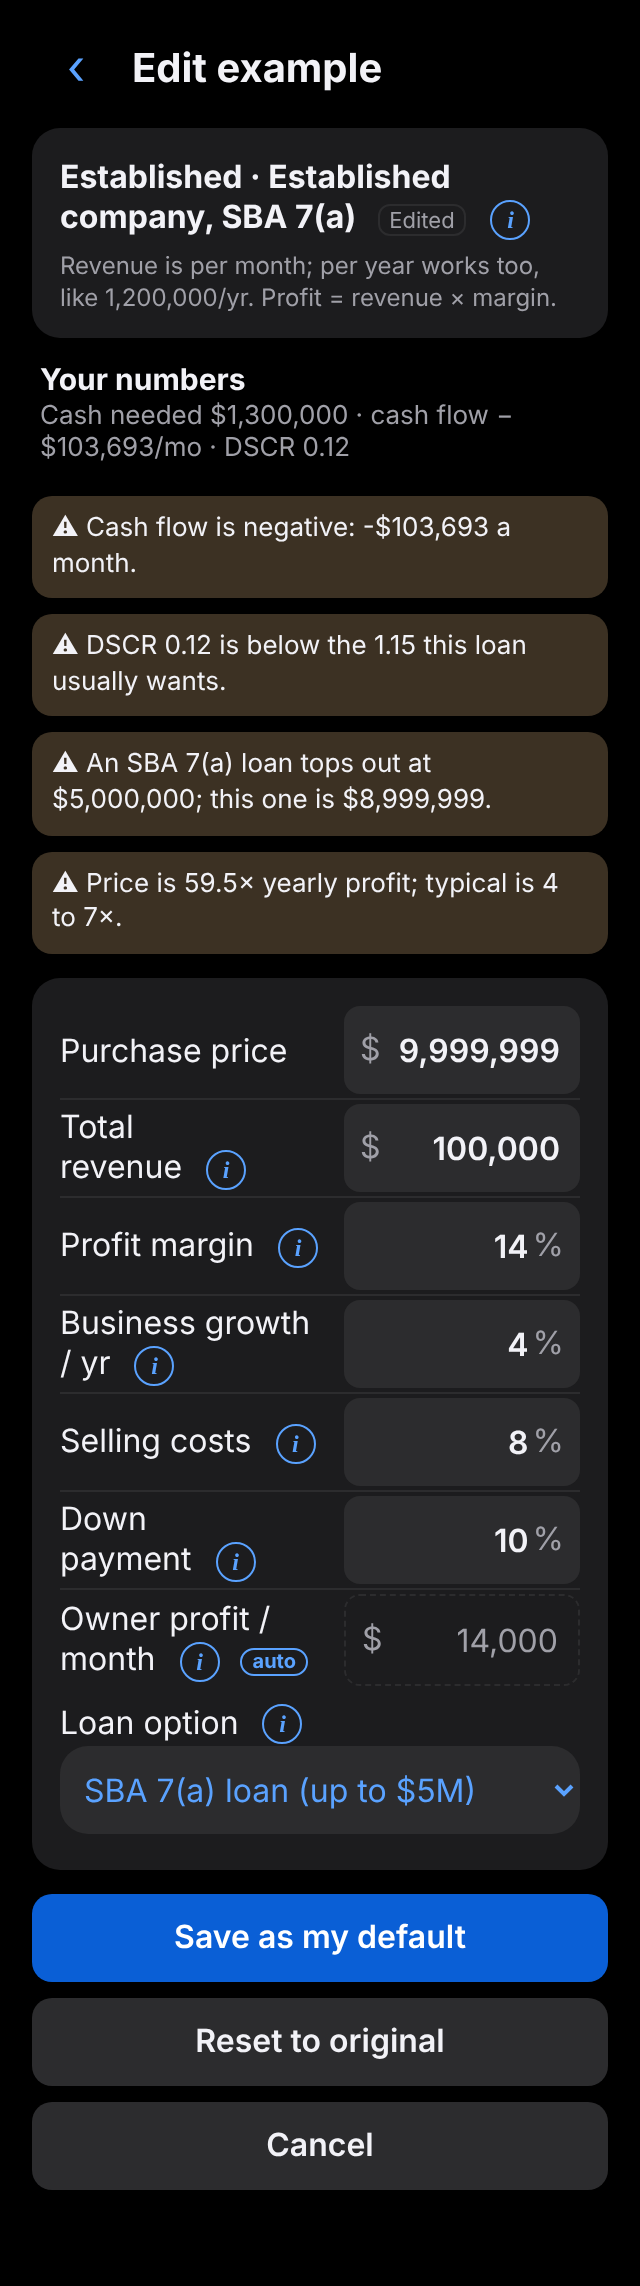 ‹ Edit example
Established · Established
company, SBA 7(a) Edited i
Revenue is per month; per year works too,
like 1,200,000/yr. Profit = revenue × margin.
Your numbers
Cash needed $1,300,000 · cash flow −
$103,693/mo · DSCR 0.12
⚠ Cash flow is negative: -$103,693 a
month.
⚠ DSCR 0.12 is below the 1.15 this loan
usually wants.
⚠ An SBA 7(a) loan tops out at
$5,000,000; this one is $8,999,999.
⚠ Price is 59.5× yearly profit; typical is 4
to 7×.
Purchase price $ 9,999,999
Total
revenue i $ 100,000
Profit margin i 14 %
Business growth
/ yr i 4 %
Selling costs i 8 %
Down
payment i 10 %
Owner profit /
month i auto $ 14,000
Loan option i
SBA 7(a) loan (up to $5M)
Save as my default
Reset to original
Cancel